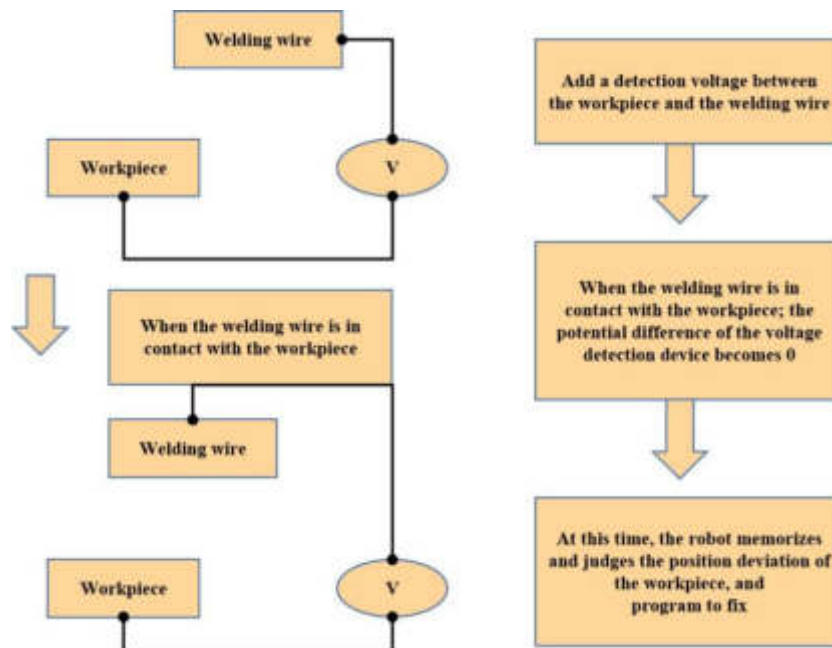 Welding wire
Workpiece
V
When the welding wire is in
contact with the workpiece
Welding wire
Workpiece
V
Add a detection voltage between
the workpiece and the welding wire
When the welding wire is in
contact with the workpiece; the
potential difference of the voltage
detection device becomes 0
At this time, the robot memorizes
and judges the position deviation of
the workpiece, and
program to fix